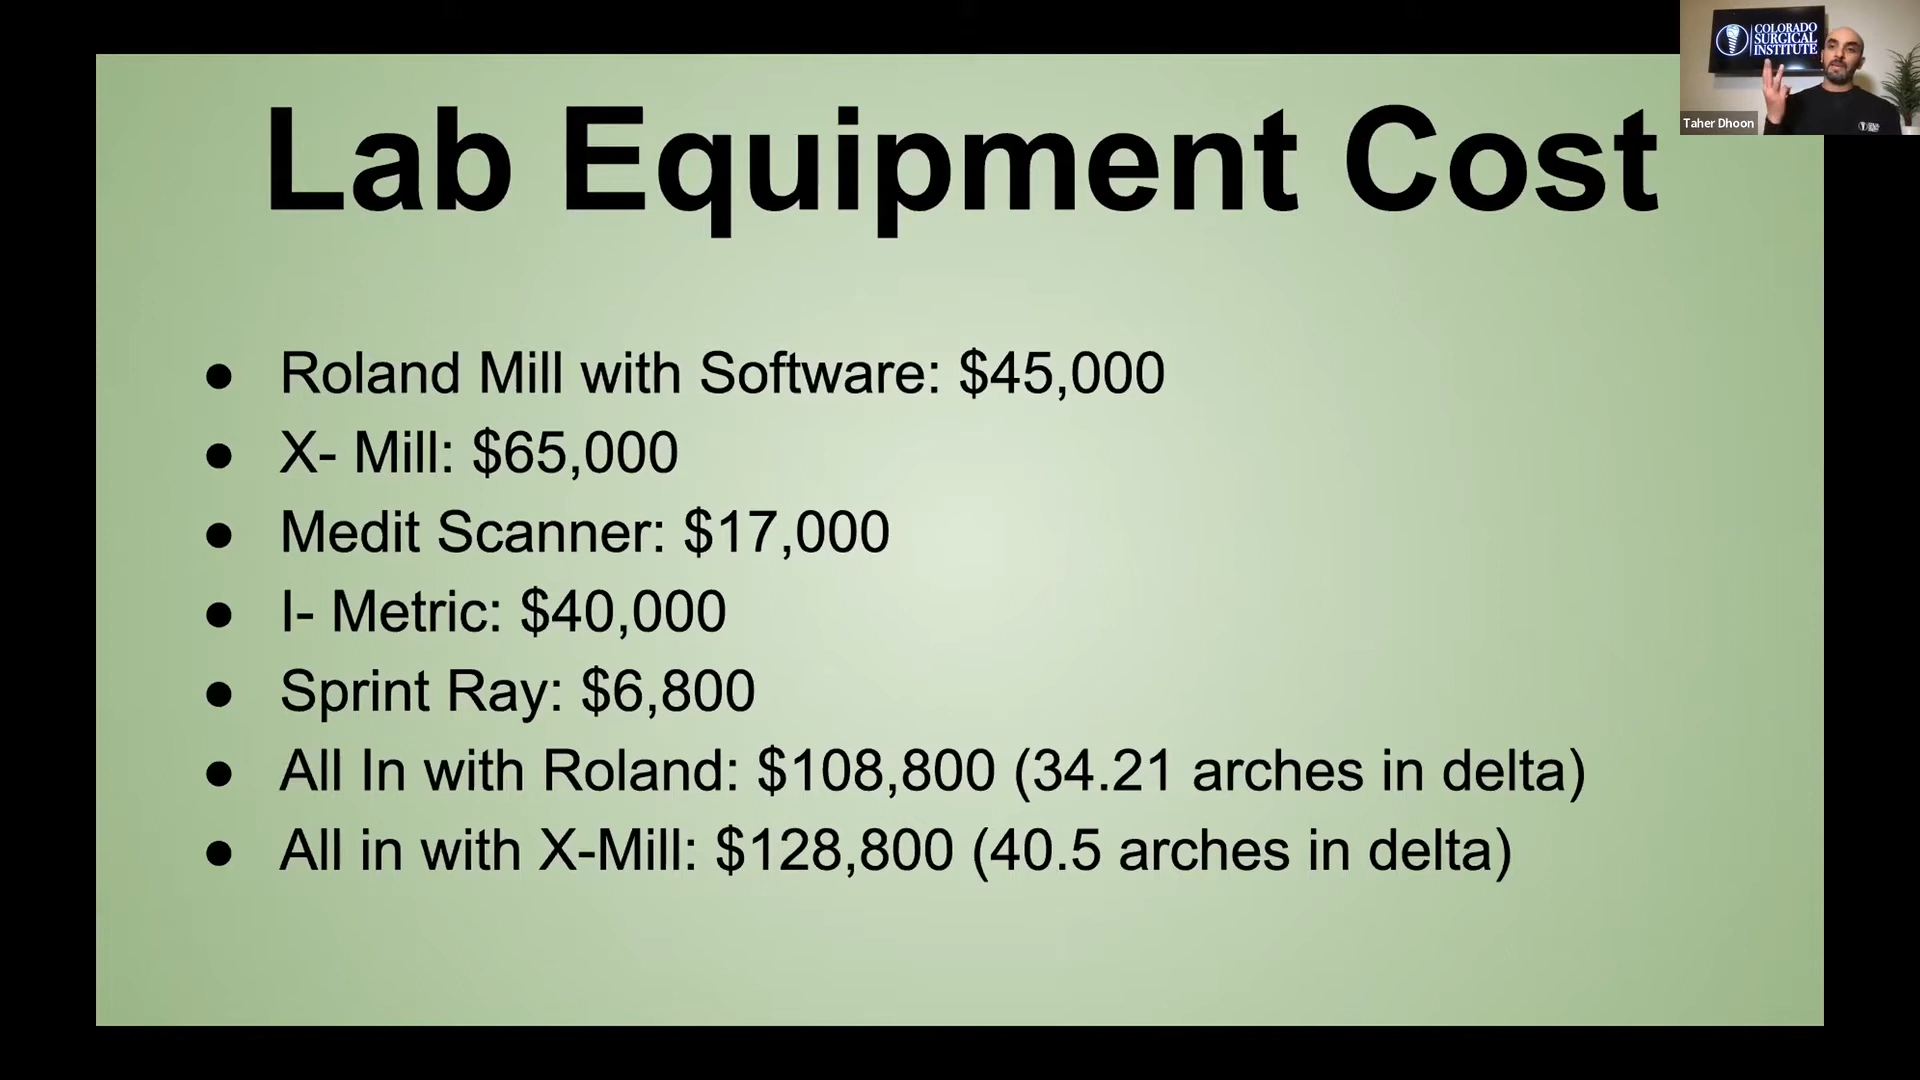 Lab Equipment Cost
● Roland Mill with Software: $45,000
● X- Mill: $65,000
● Medit Scanner: $17,000
● I- Metric: $40,000
● Sprint Ray: $6,800
● All In with Roland: $108,800 (34.21 arches in delta)
● All in with X-Mill: $128,800 (40.5 arches in delta)
COLORADO
SURGICAL
INSTITUTE
Taher Dhoon